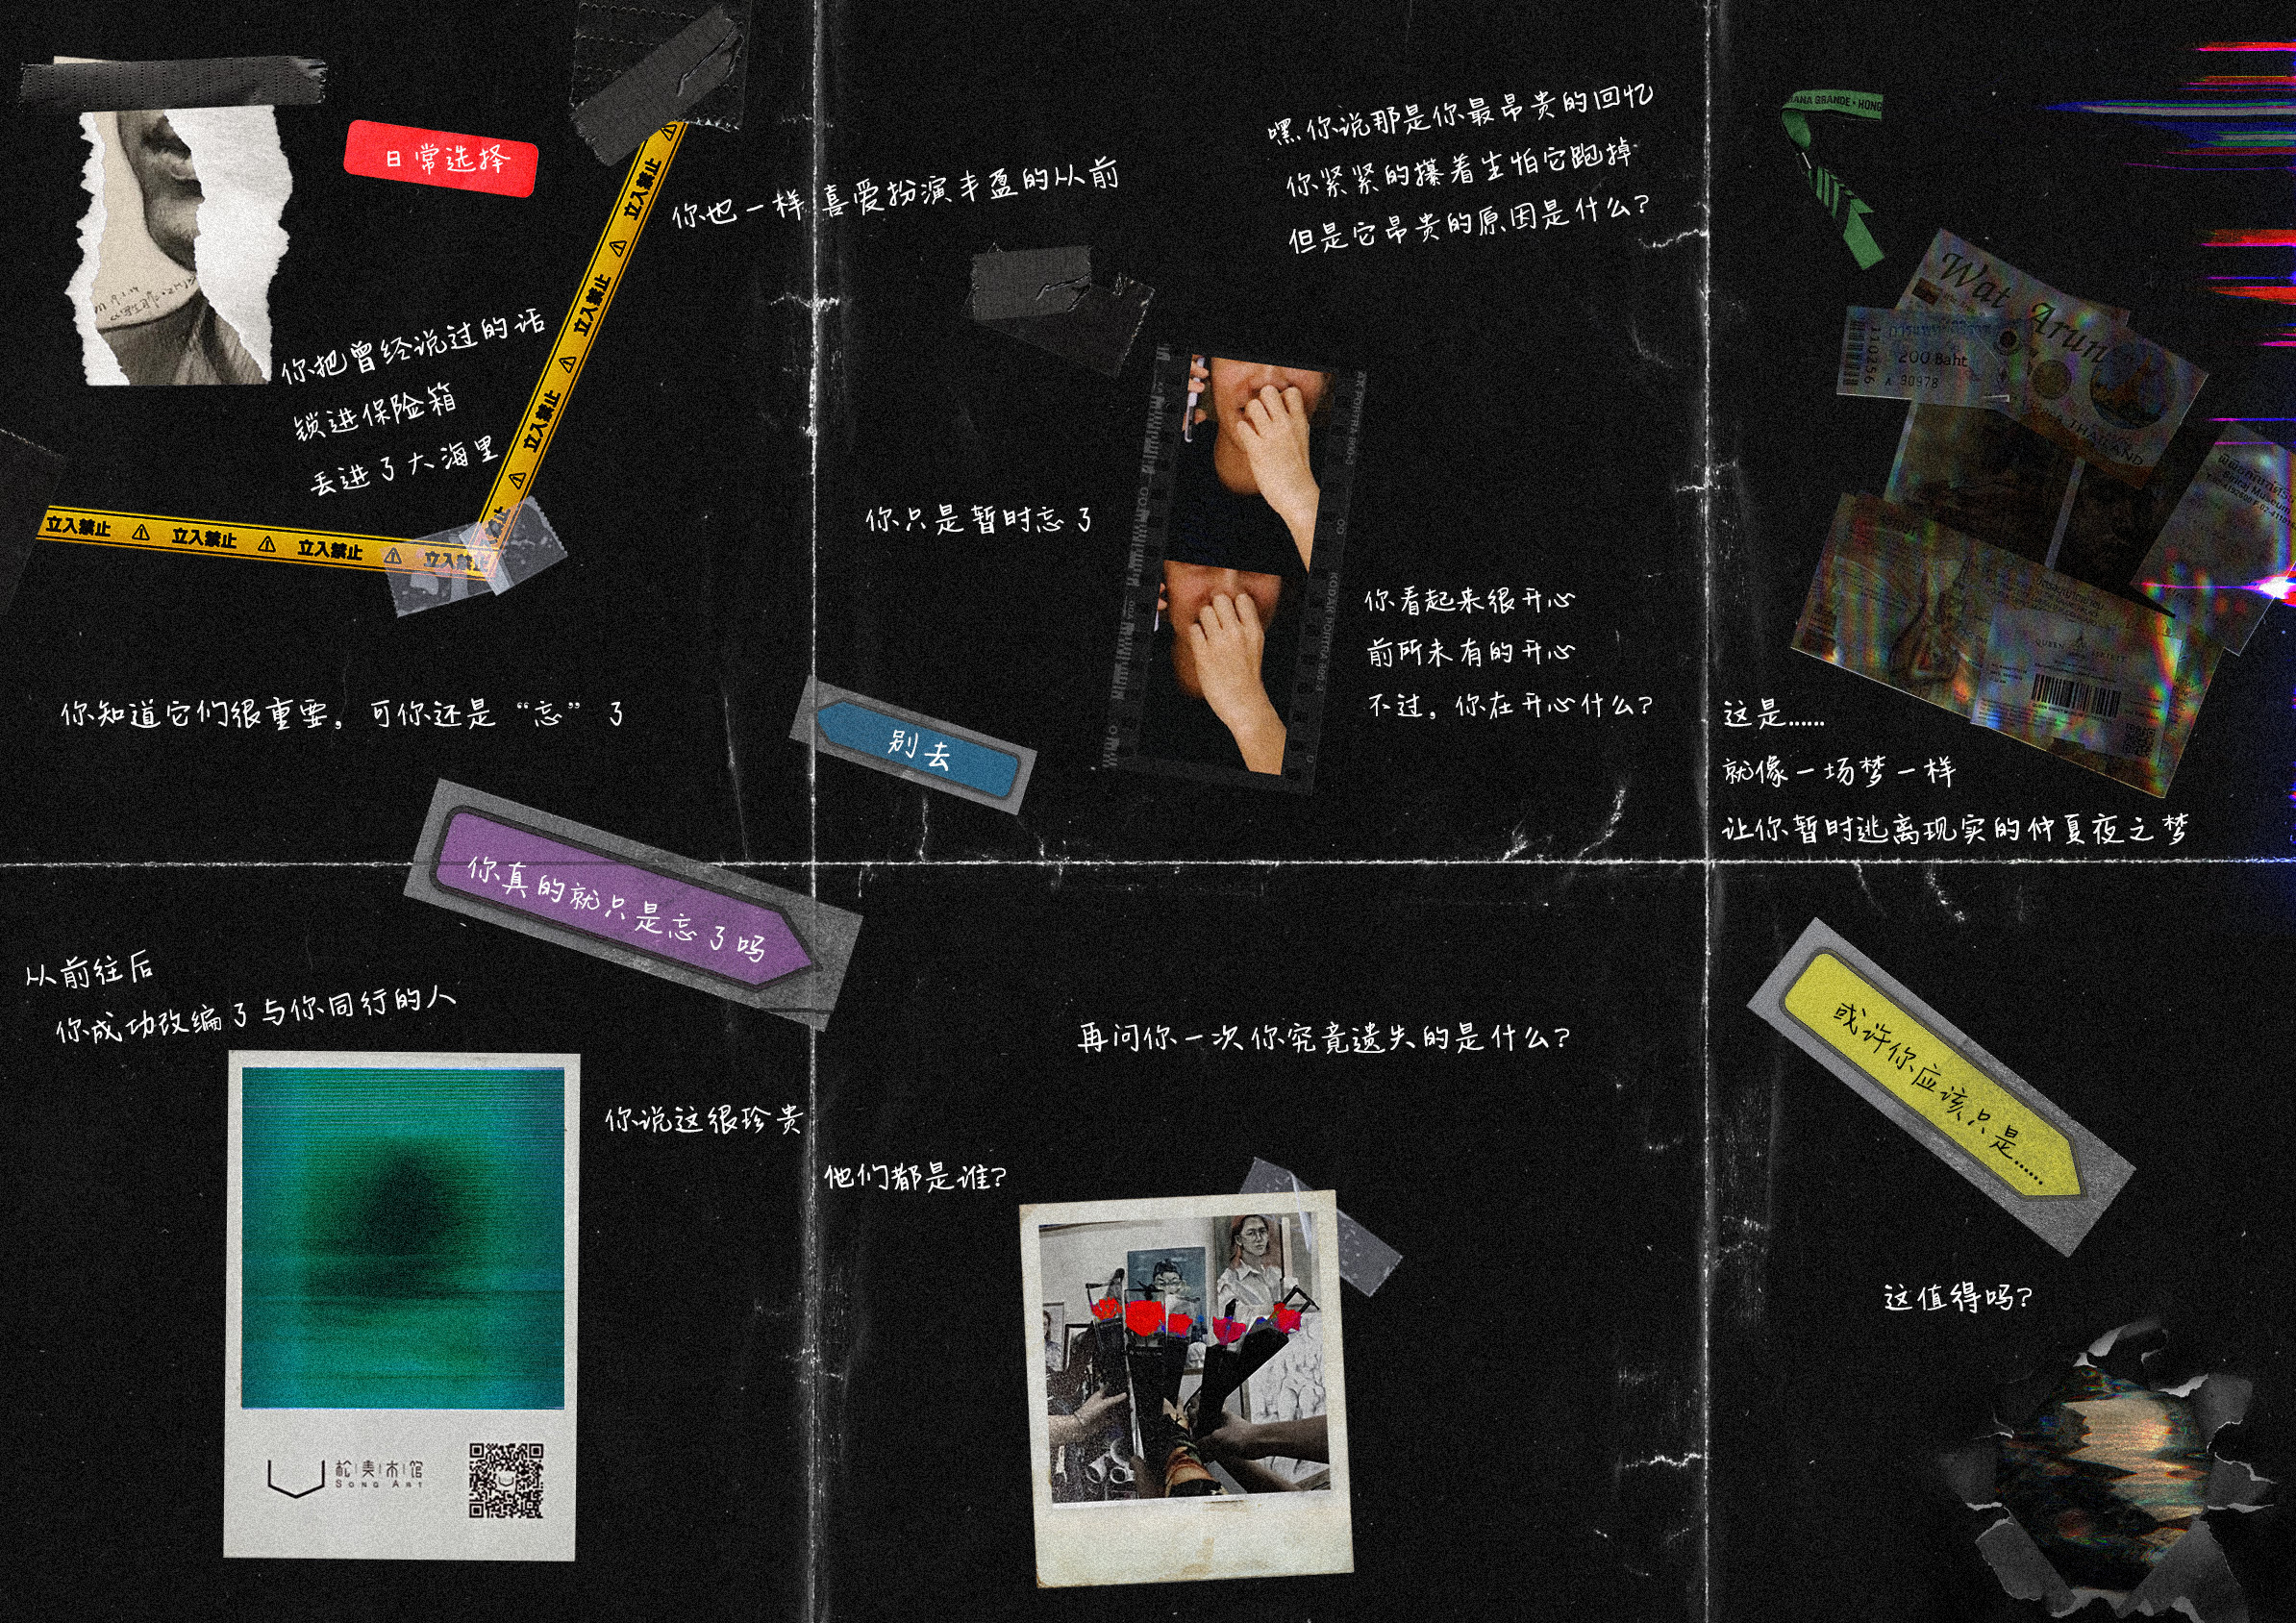 日常选择
你把曾经说过的话
锁进保险箱
丢进了大海里
立入禁止 立入禁止 立入禁止 立入禁止
立入禁止 立入禁止 立入禁止
你知道它们很重要，可你还是“忘”了
你也一样 喜爱扮演丰盈的从前
嘿 你说那是你最昂贵的回忆
你紧紧的攥着生怕它跑掉
但是它昂贵的原因是什么？
你只是暂时忘了
你看起来很开心
前所未有的开心
不过，你在开心什么？
别去
ANA GRANDE • HONG
Wat Arun
200 Baht
110256
A 90978
THAILAND
Siriraj Museum
QUEEN SIRIKIT
这是……
就像一场梦一样
让你暂时逃离现实的仲夏夜之梦
你真的就只是忘了吗
从前往后
你成功改编了与你同行的人
你说这很珍贵
松美术馆
SONG ART
再问你一次 你究竟遗失的是什么？
他们都是谁？
或许你应该只是……
这值得吗？